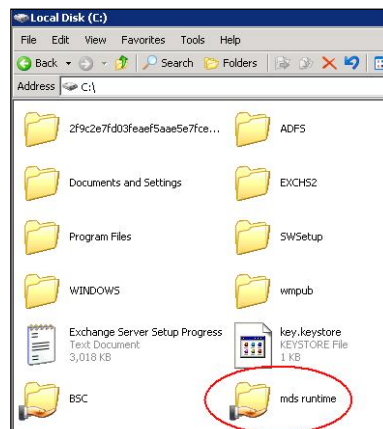 Local Disk (C:)
File Edit View Favorites Tools Help
Back Search Folders
Address C:\
2f9c2e7fd03feaef5aae5e7fce... ADFS
Documents and Settings EXCHS2
Program Files SWSetup
WINDOWS wmpub
Exchange Server Setup Progress key.keystore
Text Document KEYSTORE File
3,018 KB 1 KB
BSC mds runtime